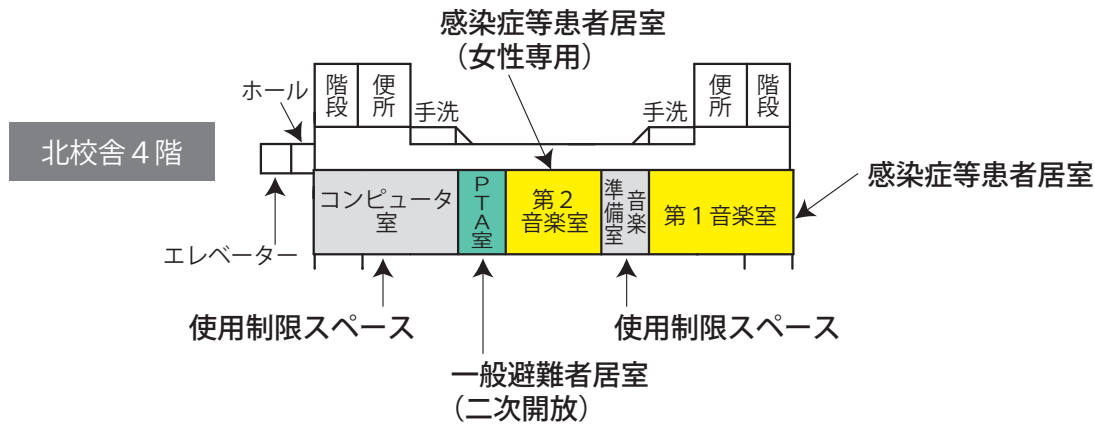 感染症等患者居室
（女性専用）
ホール
階段
便所
手洗
手洗
便所
階段
北校舎４階
コンピュータ
室
PTA室
第２
音楽室
音楽
準備室
第１音楽室
感染症等患者居室
エレベーター
使用制限スペース
使用制限スペース
一般避難者居室
（二次開放）